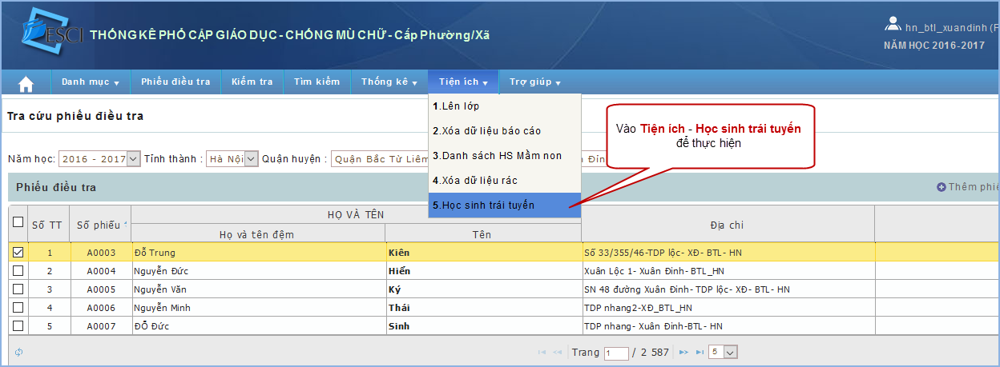 ESCI
THỐNG KÊ PHỔ CẬP GIÁO DỤC - CHỐNG MÙ CHỮ - Cấp Phường/Xã
hn_btl_xuandinh (P
NĂM HỌC 2016-2017
Danh mục Phiếu điều tra Kiểm tra Tìm kiếm Thống kê Tiện ích Trợ giúp
1.Lên lớp
2.Xóa dữ liệu báo cáo
3.Danh sách HS Mầm non
4.Xóa dữ liệu rác
5.Học sinh trái tuyến
Vào Tiện ích - Học sinh trái tuyến
để thực hiện
Tra cứu phiếu điều tra
Năm học: 2016 - 2017 Tỉnh thành : Hà Nội Quận huyện : Quận Bắc Từ Liêm
Phiếu điều tra Thêm phiế
Số TT Số phiếu HỌ VÀ TÊN Địa chỉ
Họ và tên đệm Tên
1 A0003 Đỗ Trung Kiên Số 33/355/46-TDP lộc- XĐ- BTL- HN
2 A0004 Nguyễn Đức Hiển Xuân Lộc 1- Xuân Đỉnh- BTL_HN
3 A0005 Nguyễn Văn Ký SN 48 đường Xuân Đỉnh- TDP lộc- XĐ- BTL- HN
4 A0006 Nguyễn Minh Thái TDP nhang2-XĐ_BTL_HN
5 A0007 ĐỖ Đức Sinh TDP nhang- Xuân Đỉnh-BTL- HN
Trang 1 / 2 587 5